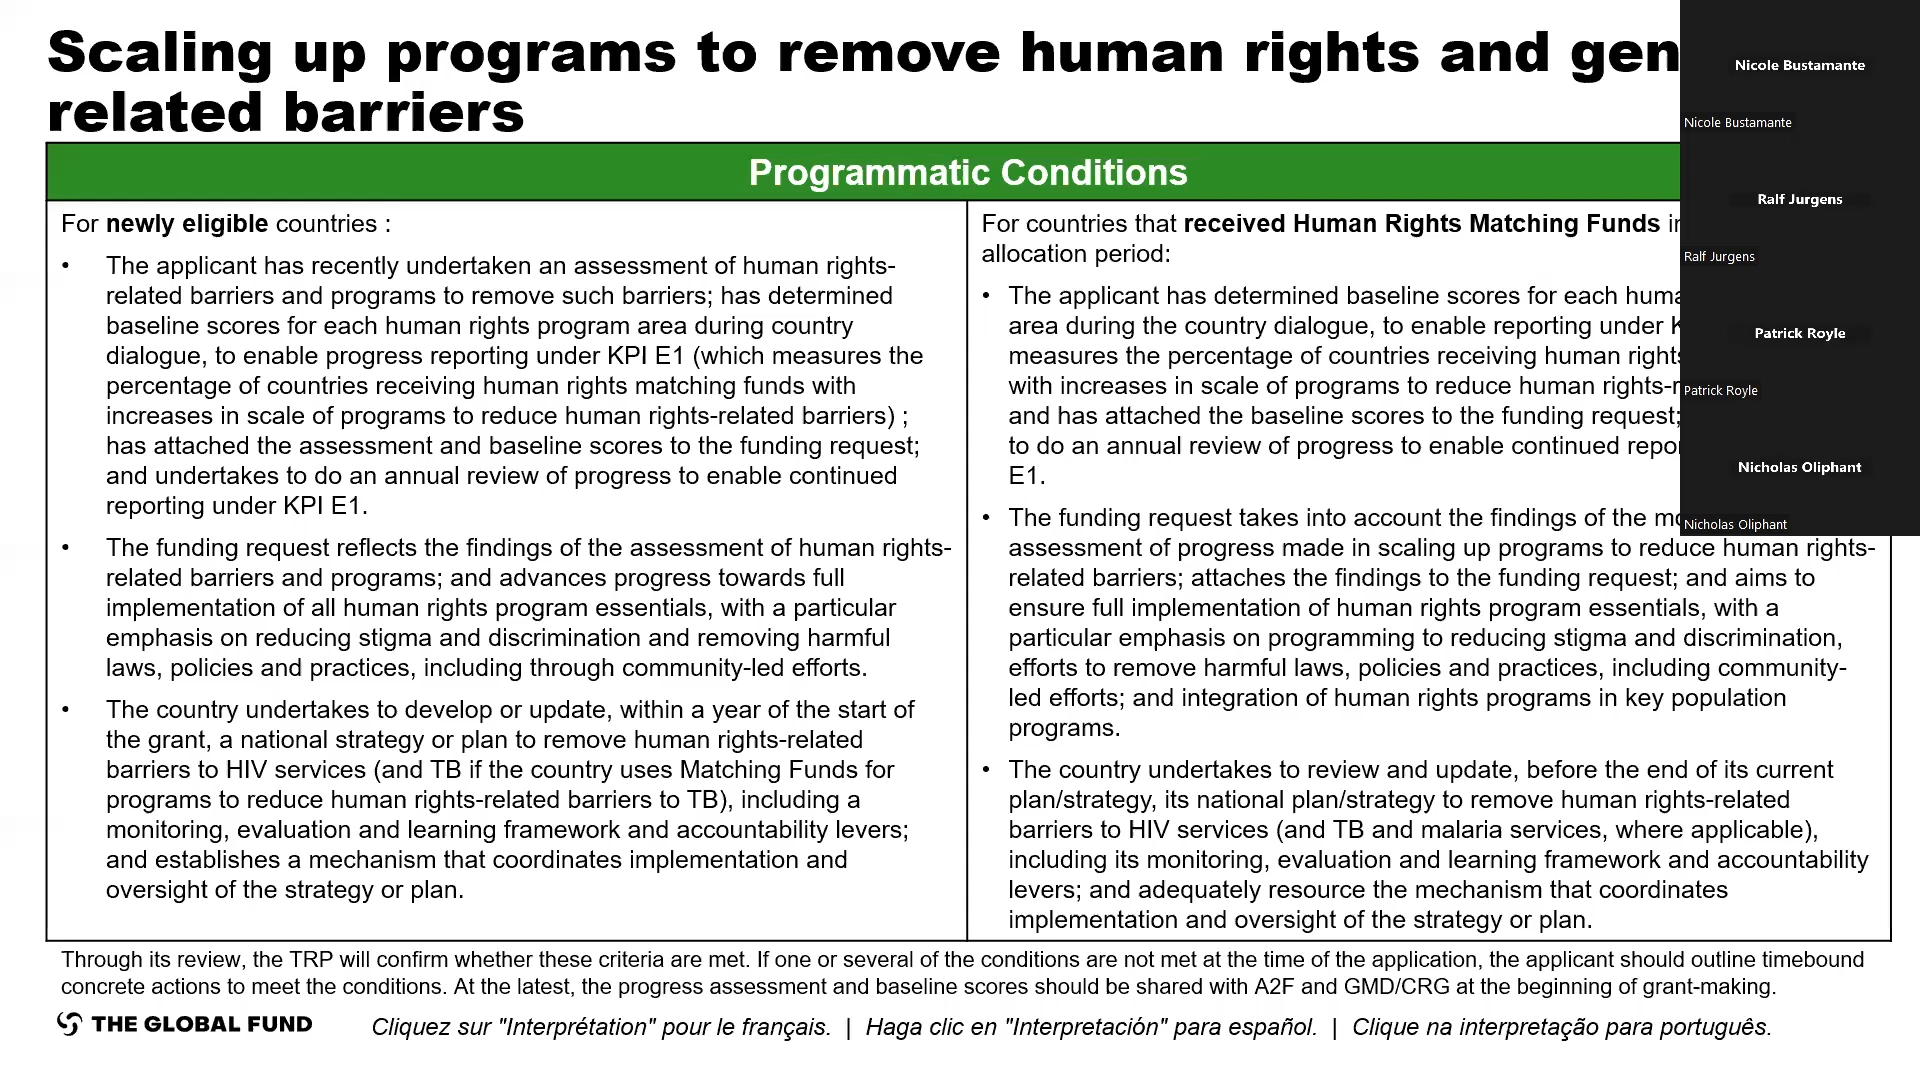 Scaling up programs to remove human rights and
related barriers
Programmatic Conditions
For newly eligible countries :
• The applicant has recently undertaken an assessment of human rights-
related barriers and programs to remove such barriers; has determined
baseline scores for each human rights program area during country
dialogue, to enable progress reporting under KPI E1 (which measures the
percentage of countries receiving human rights matching funds with
increases in scale of programs to reduce human rights-related barriers) ;
has attached the assessment and baseline scores to the funding request;
and undertakes to do an annual review of progress to enable continued
reporting under KPI E1.
• The funding request reflects the findings of the assessment of human rights-
related barriers and programs; and advances progress towards full
implementation of all human rights program essentials, with a particular
emphasis on reducing stigma and discrimination and removing harmful
laws, policies and practices, including through community-led efforts.
• The country undertakes to develop or update, within a year of the start of
the grant, a national strategy or plan to remove human rights-related
barriers to HIV services (and TB if the country uses Matching Funds for
programs to reduce human rights-related barriers to TB), including a
monitoring, evaluation and learning framework and accountability levers;
and establishes a mechanism that coordinates implementation and
oversight of the strategy or plan.
For countries that received Human Rights Matching Funds
allocation period:
• The applicant has determined baseline scores for each
area during the country dialogue, to enable reporting under
measures the percentage of countries receiving human
with increases in scale of programs to reduce human
and has attached the baseline scores to the funding request;
to do an annual review of progress to enable continued
E1.
• The funding request takes into account the findings of the
assessment of progress made in scaling up programs to reduce human rights-
related barriers; attaches the findings to the funding request; and aims to
ensure full implementation of human rights program essentials, with a
particular emphasis on programming to reducing stigma and discrimination,
efforts to remove harmful laws, policies and practices, including community-
led efforts; and integration of human rights programs in key population
programs.
• The country undertakes to review and update, before the end of its current
plan/strategy, its national plan/strategy to remove human rights-related
barriers to HIV services (and TB and malaria services, where applicable),
including its monitoring, evaluation and learning framework and accountability
levers; and adequately resource the mechanism that coordinates
implementation and oversight of the strategy or plan.
Through its review, the TRP will confirm whether these criteria are met. If one or several of the conditions are not met at the time of the application, the applicant should outline timebound
concrete actions to meet the conditions. At the latest, the progress assessment and baseline scores should be shared with A2F and GMD/CRG at the beginning of grant-making.
THE GLOBAL FUND
Cliquez sur "Interprétation" pour le français. | Haga clic en "Interpretación" para español. | Clique na interpretação para português.
Nicole Bustamante
Nicole Bustamante
Ralf Jurgens
Ralf Jurgens
Patrick Royle
Patrick Royle
Nicholas Oliphant
Nicholas Oliphant